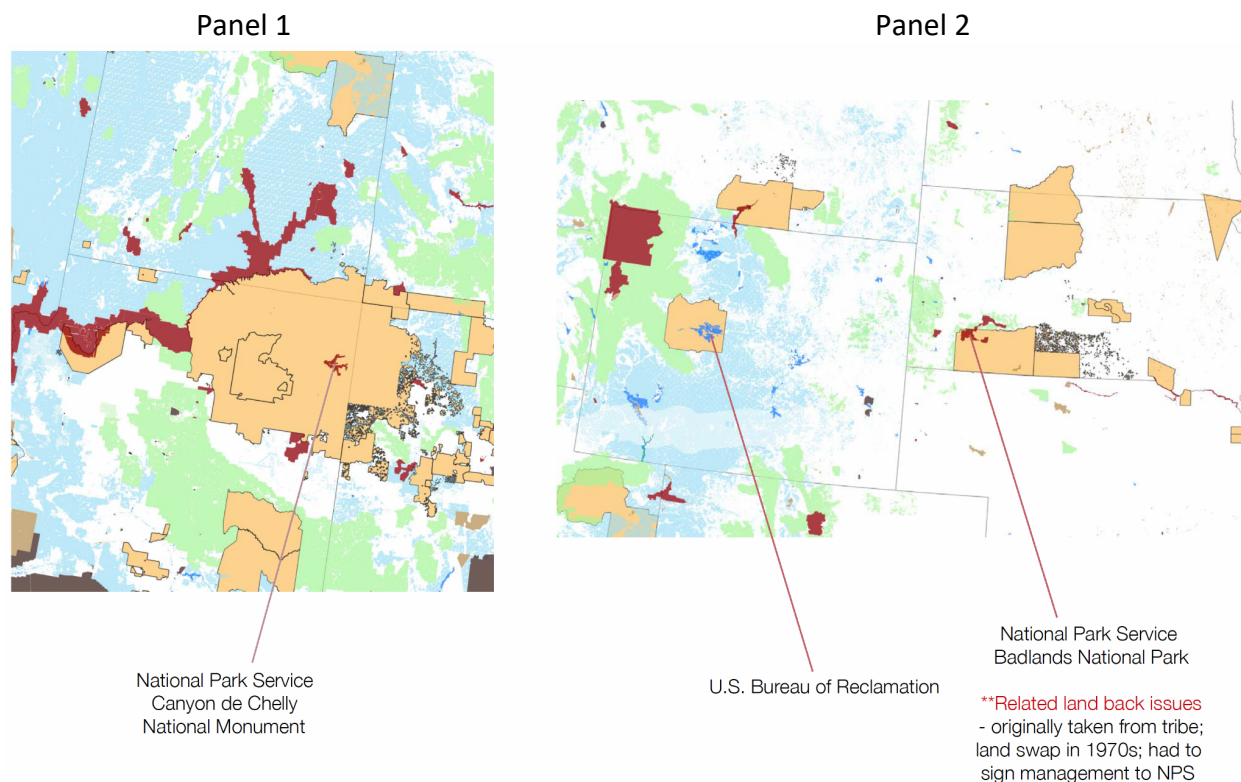 Panel 1
Panel 2
National Park Service
Canyon de Chelly
National Monument
U.S. Bureau of Reclamation
National Park Service
Badlands National Park
**Related land back issues
- originally taken from tribe;
land swap in 1970s; had to
sign management to NPS